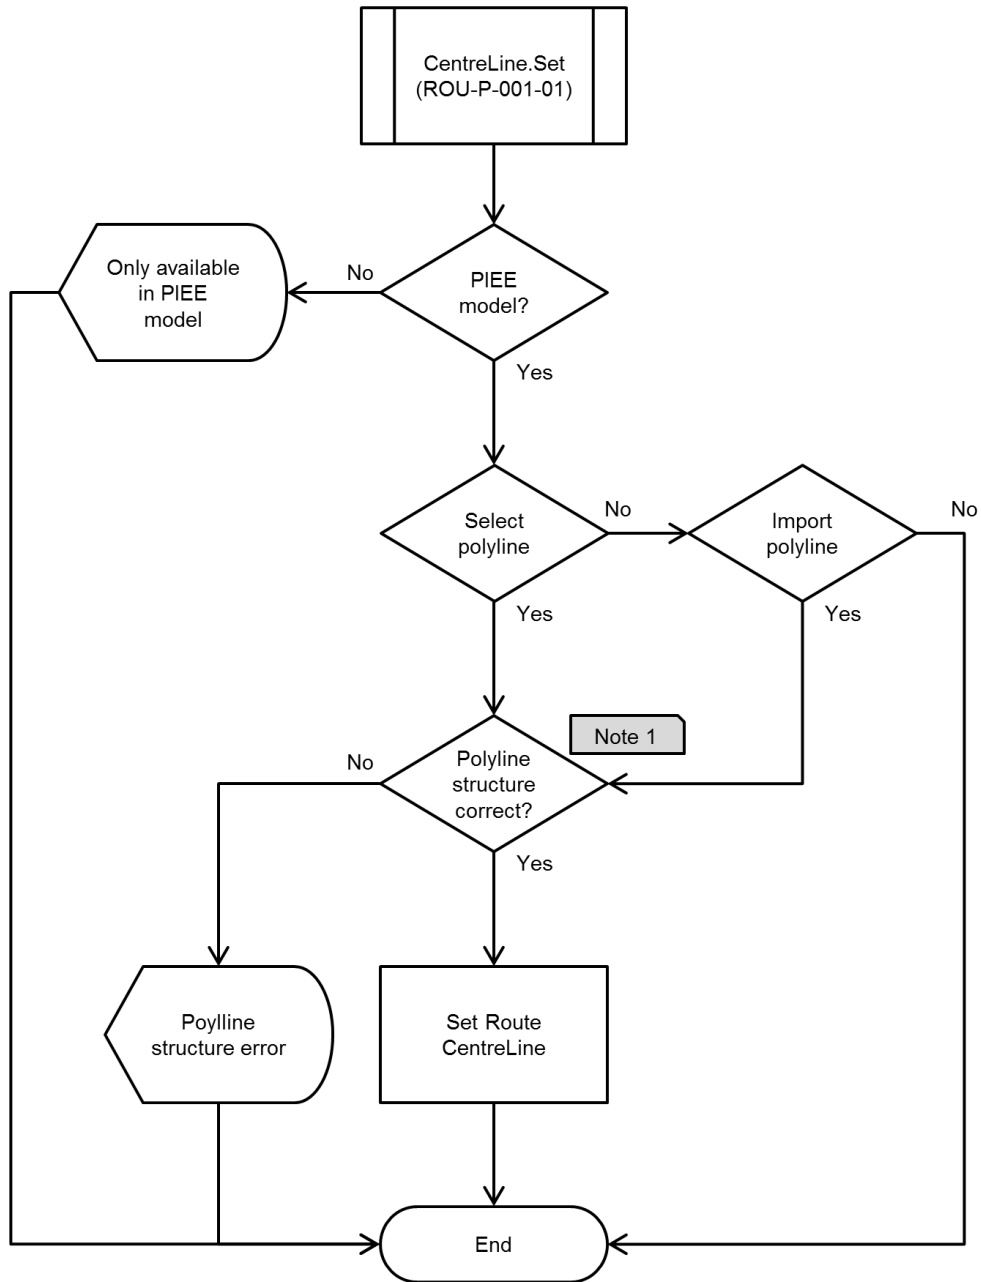 CentreLine.Set
(ROU-P-001-01)
Only available
in PIEE
model
No
PIEE
model?
Yes
Select
polyline
No
Import
polyline
No
Yes
Yes
Note 1
No
Polyline
structure
correct?
Yes
Poylline
structure error
Set Route
CentreLine
End